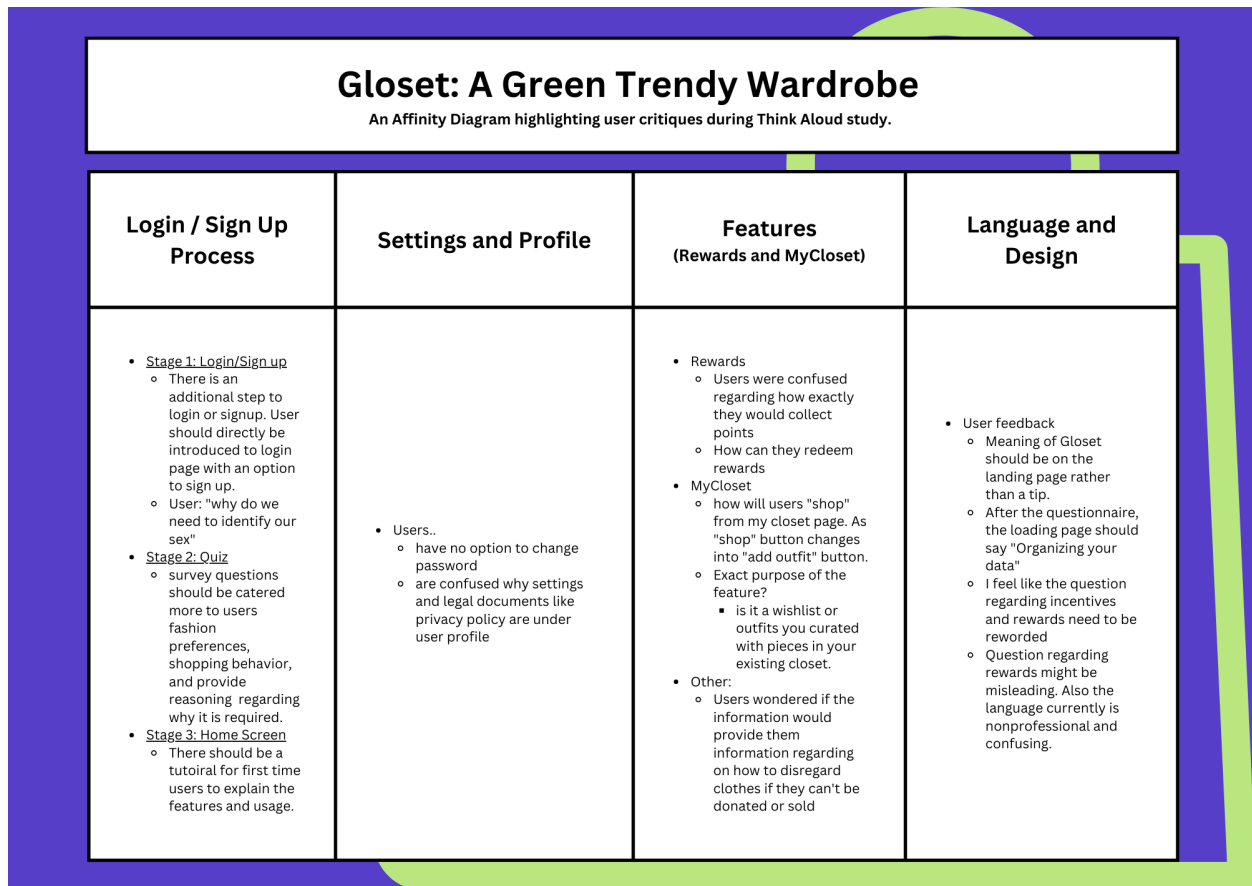 Gloset: A Green Trendy Wardrobe
An Affinity Diagram highlighting user critiques during Think Aloud study.
Login / Sign Up
Process
Settings and Profile
Features
(Rewards and MyCloset)
Language and
Design
• Stage 1: Login/Sign up
◦ There is an
additional step to
login or signup. User
should directly be
introduced to login
page with an option
to sign up.
◦ User: "why do we
need to identify our
sex"
• Stage 2: Quiz
◦ survey questions
should be catered
more to users
fashion
preferences,
shopping behavior,
and provide
reasoning  regarding
why it is required.
• Stage 3: Home Screen
◦ There should be a
tutoiral for first time
users to explain the
features and usage.
• Users..
◦ have no option to change
password
◦ are confused why settings
and legal documents like
privacy policy are under
user profile
• Rewards
◦ Users were confused
regarding how exactly
they would collect
points
◦ How can they redeem
rewards
• MyCloset
◦ how will users "shop"
from my closet page. As
"shop" button changes
into "add outfit" button.
◦ Exact purpose of the
feature?
▪ is it a wishlist or
outfits you curated
with pieces in your
existing closet.
• Other:
◦ Users wondered if the
information would
provide them
information regarding
on how to disregard
clothes if they can't be
donated or sold
• User feedback
◦ Meaning of Gloset
should be on the
landing page rather
than a tip.
◦ After the questionnaire,
the loading page should
say "Organizing your
data"
◦ I feel like the question
regarding incentives
and rewards need to be
reworded
◦ Question regarding
rewards might be
misleading. Also the
language currently is
nonprofessional and
confusing.